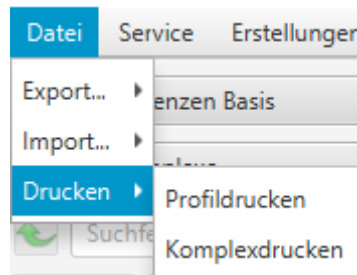 Datei Service Erstellungen
Export... enzen Basis
Import...
Drucken Profildrucken
Suchfe
Komplexdrucken